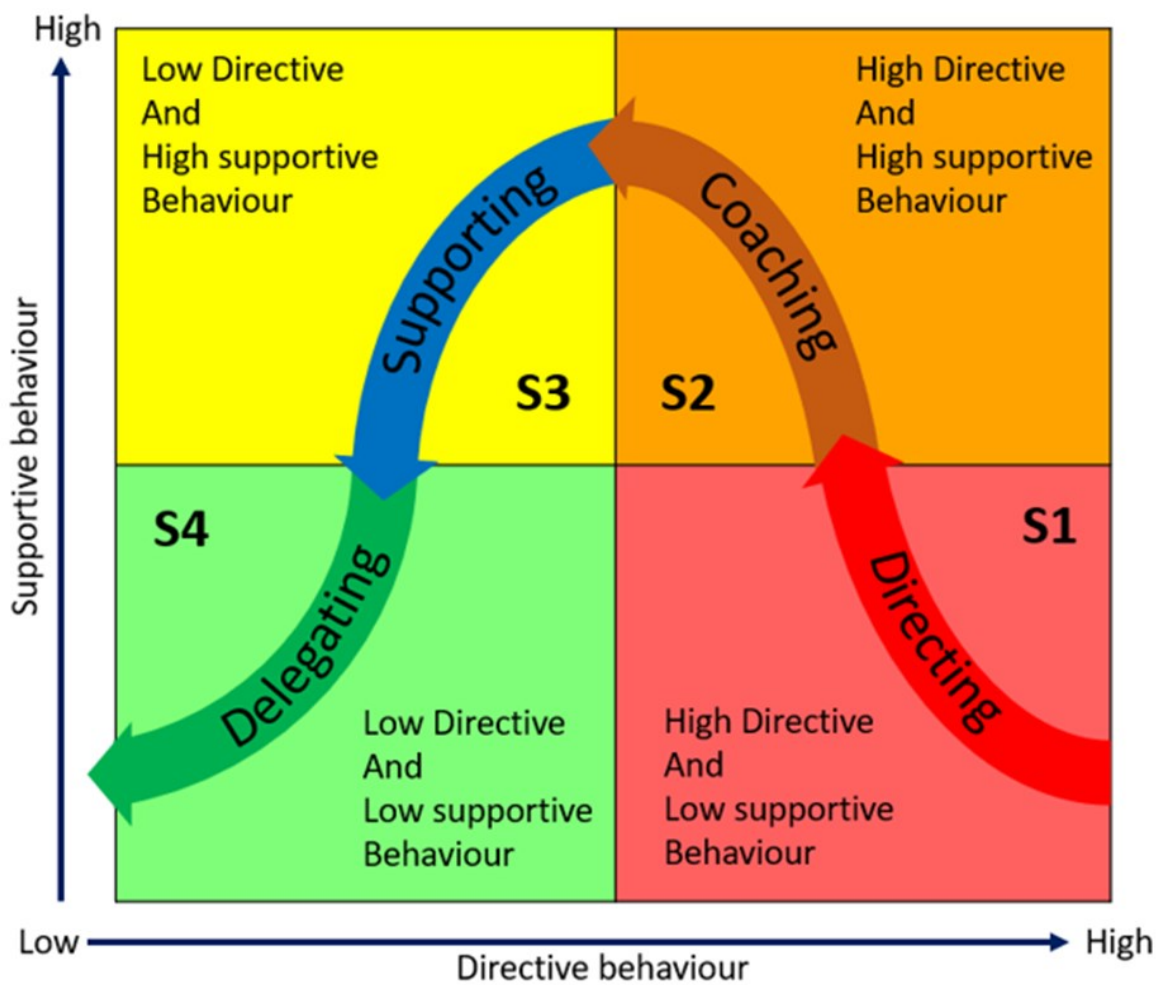 High
Low Directive
And
High supportive
Behaviour
High Directive
And
High supportive
Behaviour
Supporting
Coaching
S3
S2
Supportive behaviour
S4
S1
Delegating
Directing
Low Directive
And
Low supportive
Behaviour
High Directive
And
Low supportive
Behaviour
Low
High
Directive behaviour